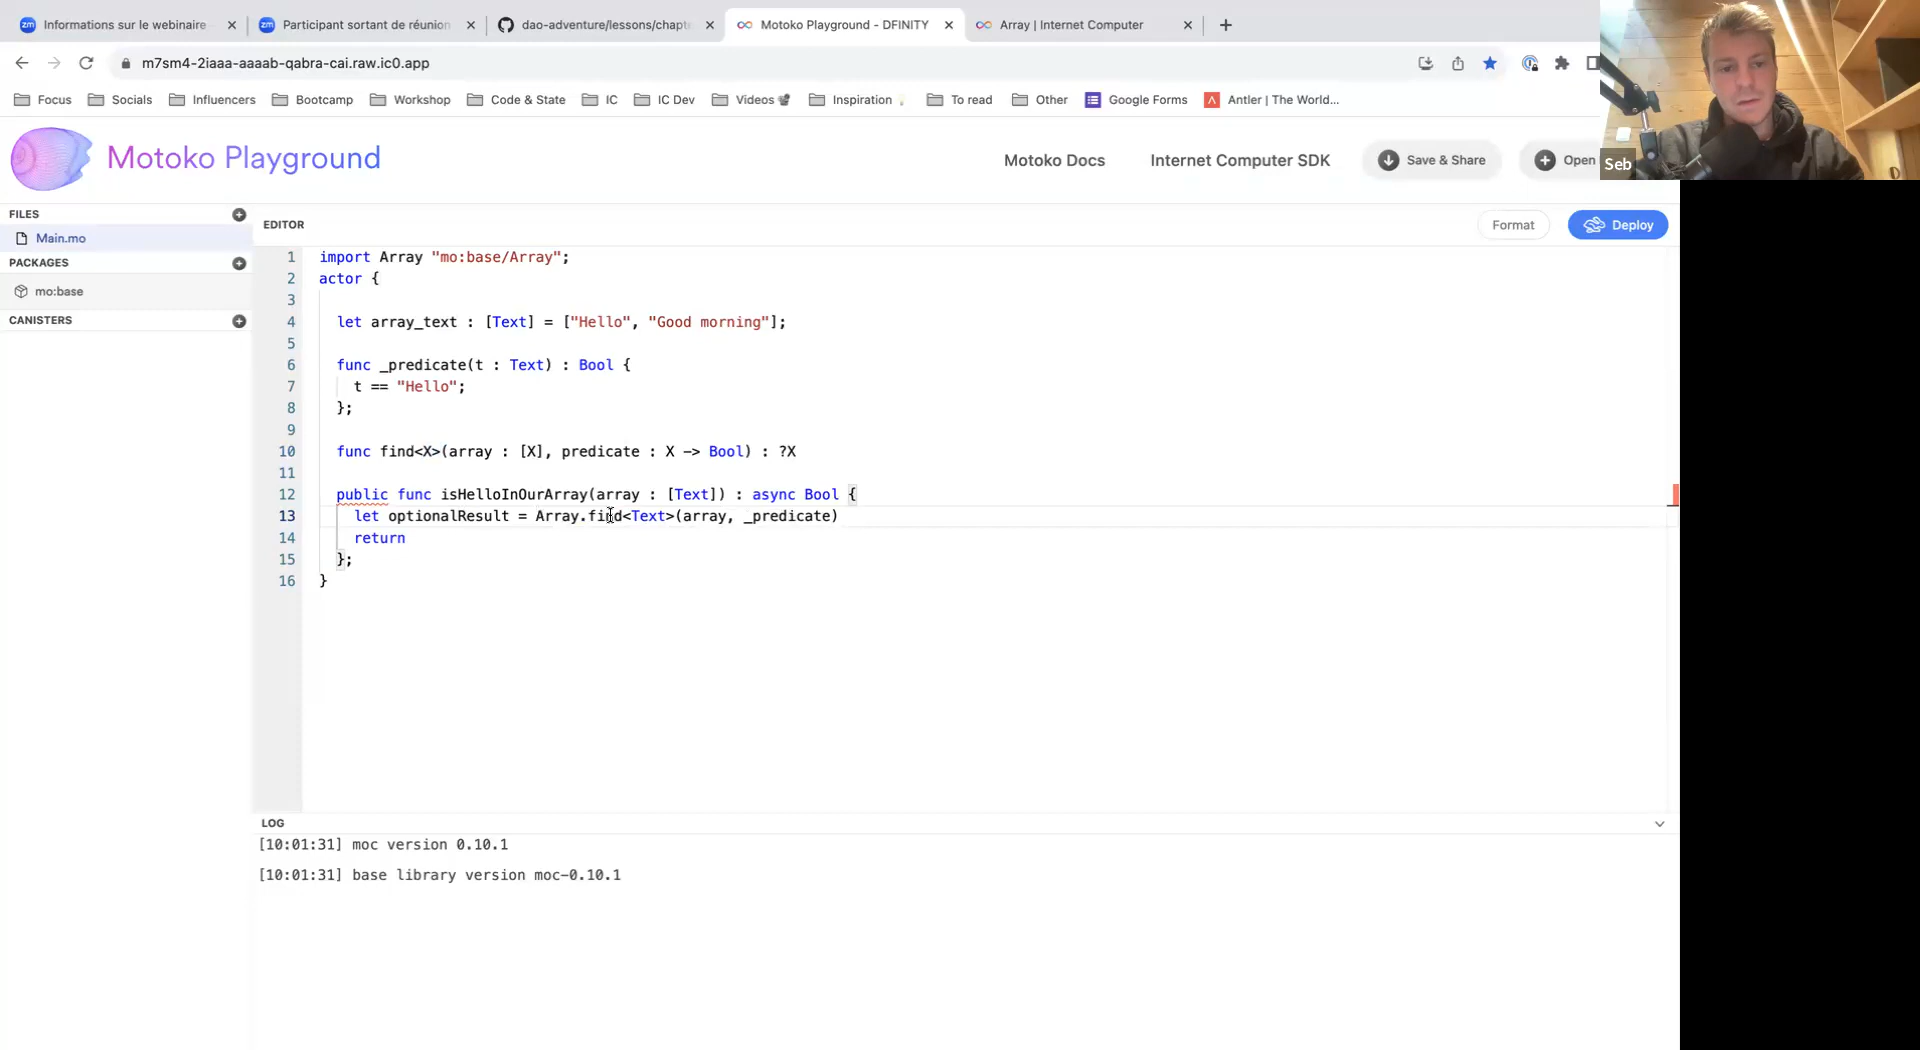 Informations sur le webinaire
Participant sortant de réunion
dao-adventure/lessons/chapt
Motoko Playground - DFINITY
Array | Internet Computer
m7sm4-2iaaa-aaaab-qabra-cai.raw.ic0.app
Focus
Socials
Influencers
Bootcamp
Workshop
Code & State
IC
IC Dev
Videos
Inspiration
To read
Other
Google Forms
Antler | The World...
Motoko Playground
Motoko Docs
Internet Computer SDK
Save & Share
Open
Seb
FILES
Main.mo
PACKAGES
mo:base
CANISTERS
EDITOR
Format
Deploy
1 import Array "mo:base/Array";
2 actor {
3
4 let array_text : [Text] = ["Hello", "Good morning"];
5
6 func _predicate(t : Text) : Bool {
7 t == "Hello";
8 };
9
10 func find<X>(array : [X], predicate : X -> Bool) : ?X
11
12 public func isHelloInOurArray(array : [Text]) : async Bool {
13 let optionalResult = Array.find<Text>(array, _predicate)
14 return
15 };
16 }
LOG
[10:01:31] moc version 0.10.1
[10:01:31] base library version moc-0.10.1